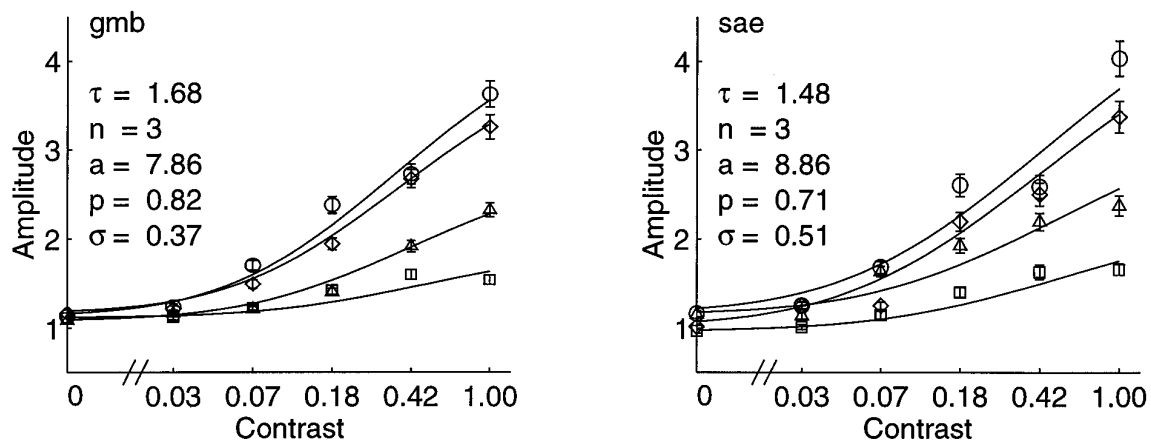 gmb
4
τ = 1.68
n = 3
3
a = 7.86
p = 0.82
2
σ = 0.37
1
Amplitude
0 0.03 0.07 0.18 0.42 1.00
Contrast
sae
4
τ = 1.48
n = 3
3
a = 8.86
p = 0.71
2
σ = 0.51
1
Amplitude
0 0.03 0.07 0.18 0.42 1.00
Contrast